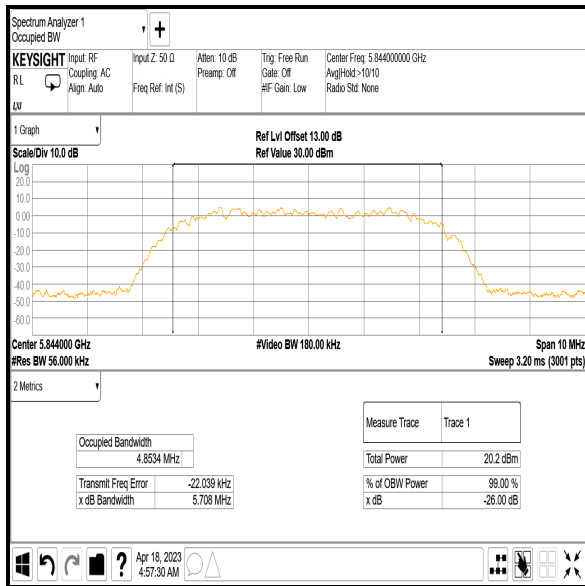 Spectrum Analyzer 1
Occupied BW
KEYSIGHT
R L
LXI
Input: RF
Coupling: AC
Align: Auto
Input Z: 50 Ω
Freq Ref: Int (S)
Atten: 10 dB
Preamp: Off
Trig: Free Run
Gate: Off
#IF Gain: Low
Center Freq: 5.844000000 GHz
Avg|Hold:>10/10
Radio Std: None
1 Graph
Scale/Div 10.0 dB
Ref Lvl Offset 13.00 dB
Ref Value 30.00 dBm
Log
20.0
10.0
0.00
-10.0
-20.0
-30.0
-40.0
-50.0
-60.0
Center 5.844000 GHz
#Video BW 180.00 kHz
Span 10 MHz
#Res BW 56.000 kHz
Sweep 3.20 ms (3001 pts)
2 Metrics
Occupied Bandwidth
4.8534 MHz
Transmit Freq Error -22.039 kHz
x dB Bandwidth 5.708 MHz
Measure Trace Trace 1
Total Power 20.2 dBm
% of OBW Power 99.00 %
x dB -26.00 dB
?
Apr 18, 2023
4:57:30 AM